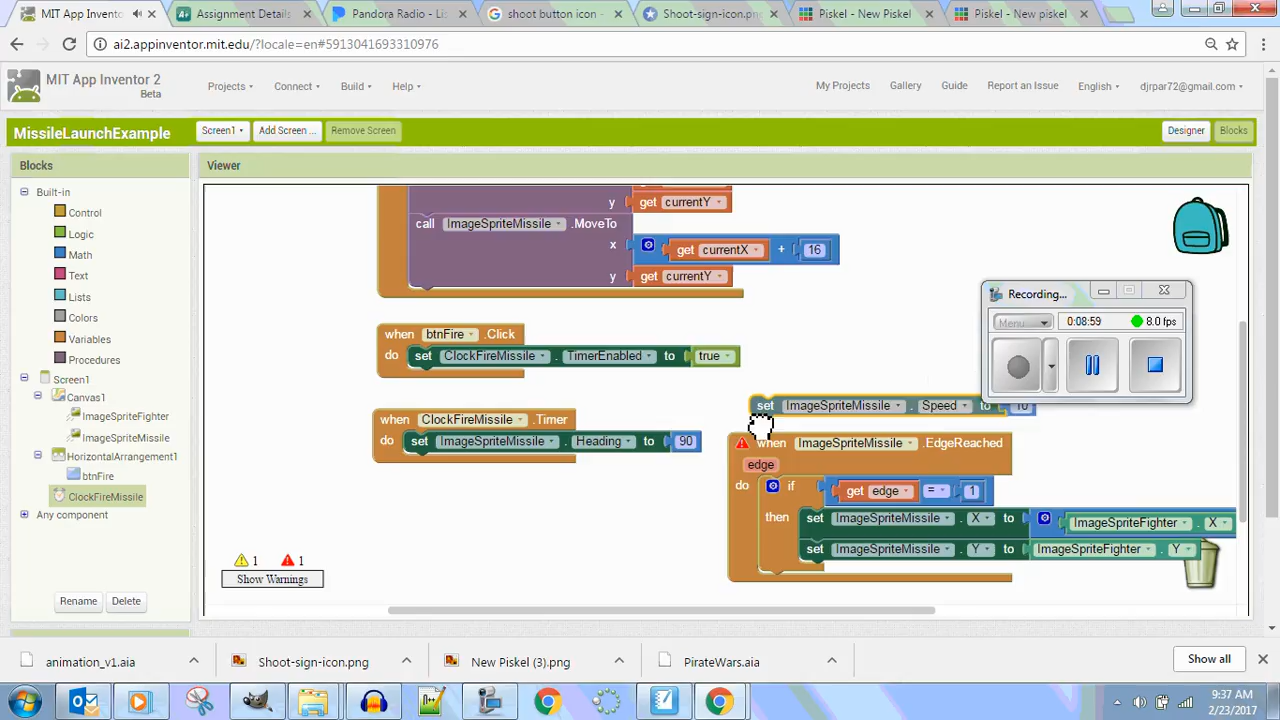 MIT App Inventor 2
Assignment Details
Pandora Radio - Lis
shoot button icon -
Shoot-sign-icon.png
Piskel - New Piskel
Piskel - New piskel
ai2.appinventor.mit.edu/?locale=en#5913041693310976
MIT App Inventor 2
Beta
Projects
Connect
Build
Help
My Projects
Gallery
Guide
Report an Issue
English
djrpar72@gmail.com
MissileLaunchExample
Screen1
Add Screen ...
Remove Screen
Designer
Blocks
Blocks
Viewer
Built-in
Control
Logic
Math
Text
Lists
Colors
Variables
Procedures
Screen1
Canvas1
ImageSpriteFighter
ImageSpriteMissile
HorizontalArrangement1
btnFire
ClockFireMissile
Any component
Rename
Delete
y get currentY
call ImageSpriteMissile .MoveTo
x get currentX + 16
y get currentY
when btnFire .Click
do set ClockFireMissile . TimerEnabled to true
when ClockFireMissile .Timer
do set ImageSpriteMissile . Heading to 90
set ImageSpriteMissile . Speed to 10
when ImageSpriteMissile .EdgeReached
edge
do if get edge = 1
then set ImageSpriteMissile . X to ImageSpriteFighter . X
set ImageSpriteMissile . Y to ImageSpriteFighter . Y
1 1
Show Warnings
Recording...
Menu
0:08:59
8.0 fps
animation_v1.aia
Shoot-sign-icon.png
New Piskel (3).png
PirateWars.aia
Show all
9:37 AM
2/23/2017